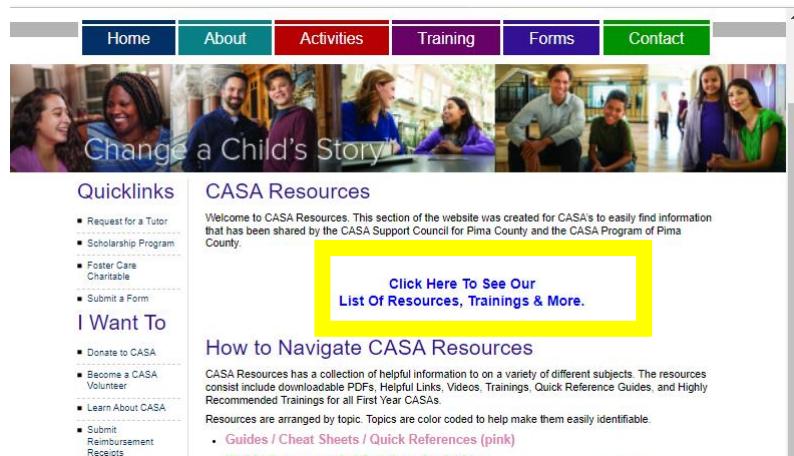 Home About Activities Training Forms Contact
Change a Child's Story
Quicklinks
Request for a Tutor
Scholarship Program
Foster Care
Charitable
Submit a Form
I Want To
Donate to CASA
Become a CASA
Volunteer
Learn About CASA
Submit
Reimbursement
Receipts
CASA Resources
Welcome to CASA Resources. This section of the website was created for CASA's to easily find information
that has been shared by the CASA Support Council for Pima County and the CASA Program of Pima
County.
Click Here To See Our
List Of Resources, Trainings & More.
How to Navigate CASA Resources
CASA Resources has a collection of helpful information to on a variety of different subjects. The resources
consist include downloadable PDFs, Helpful Links, Videos, Trainings, Quick Reference Guides, and Highly
Recommended Trainings for all First Year CASAs.
Resources are arranged by topic. Topics are color coded to help make them easily identifiable.
Guides / Cheat Sheets / Quick References (pink)